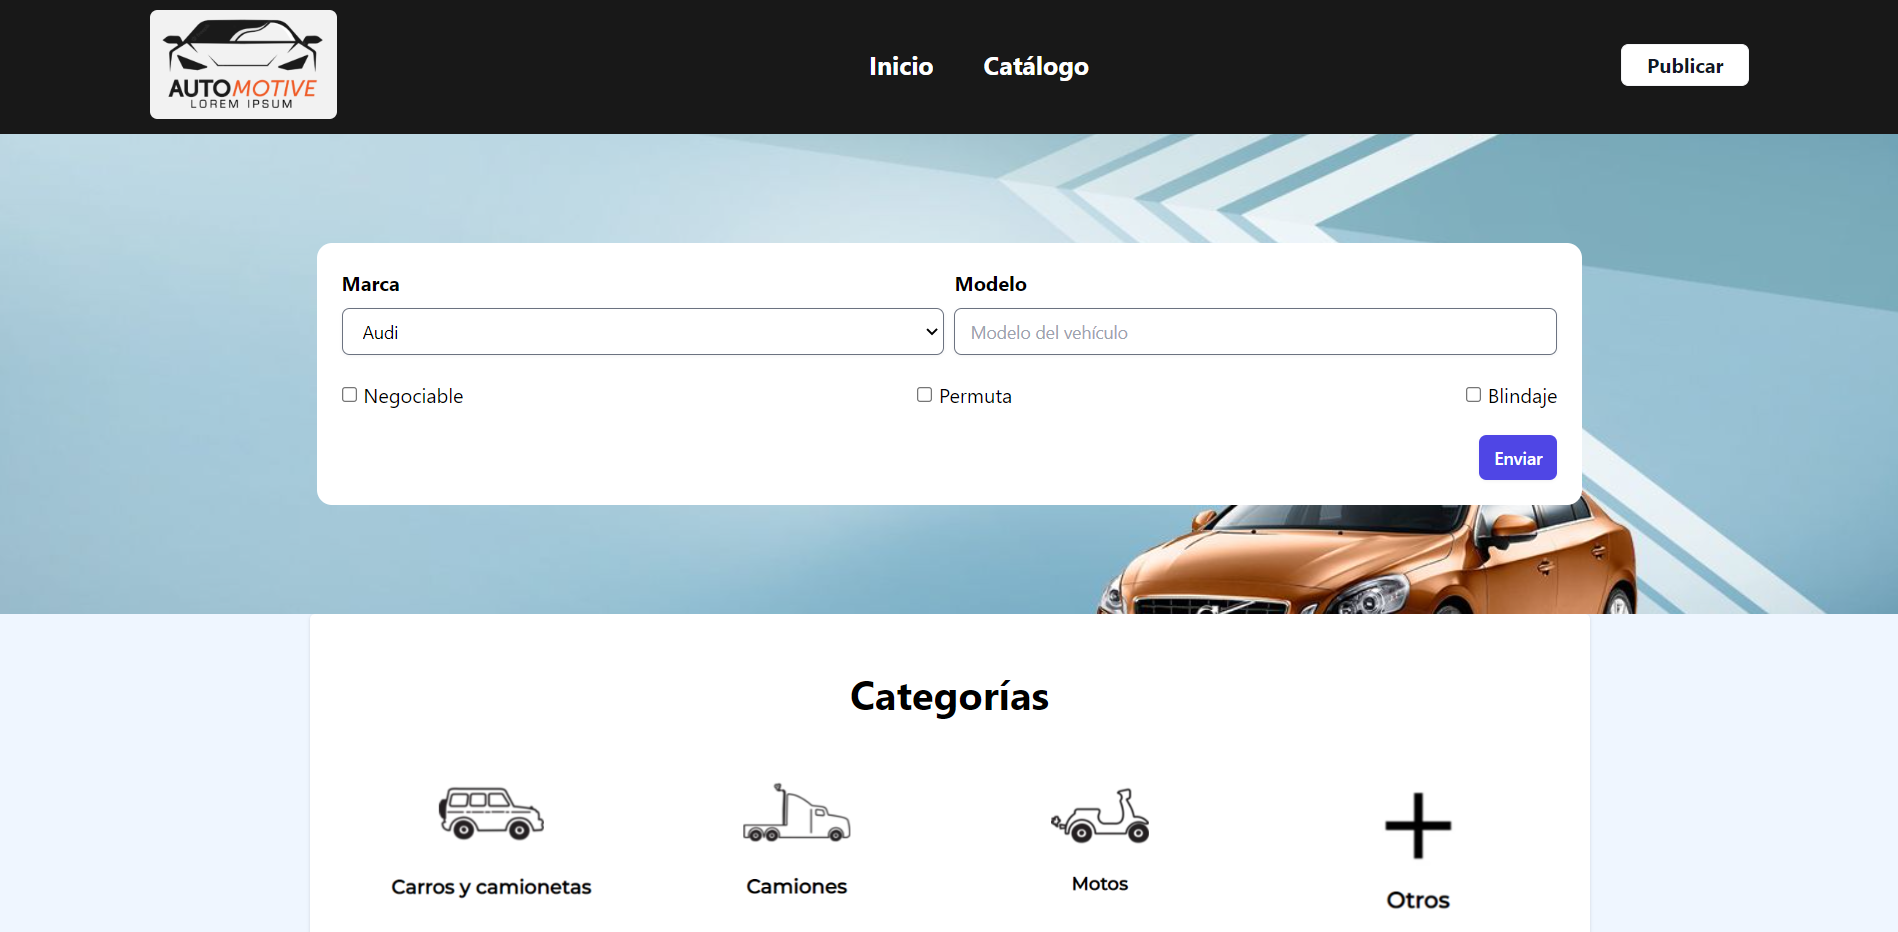 AUTOMOTIVE
LOREM IPSUM
Inicio
Catálogo
Publicar
Marca
Modelo
Audi
Modelo del vehículo
Negociable
Permuta
Blindaje
Enviar
Categorías
Carros y camionetas
Camiones
Motos
Otros